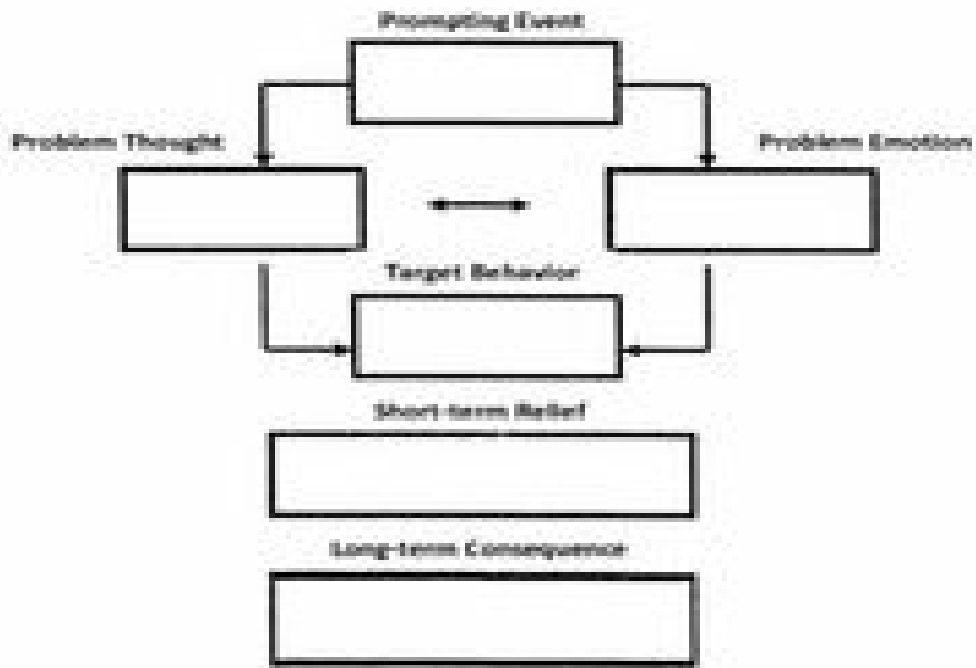 Prompting Event
Problem Thought
Problem Emotion
Target Behavior
Short-term Relief
Long-term Consequence